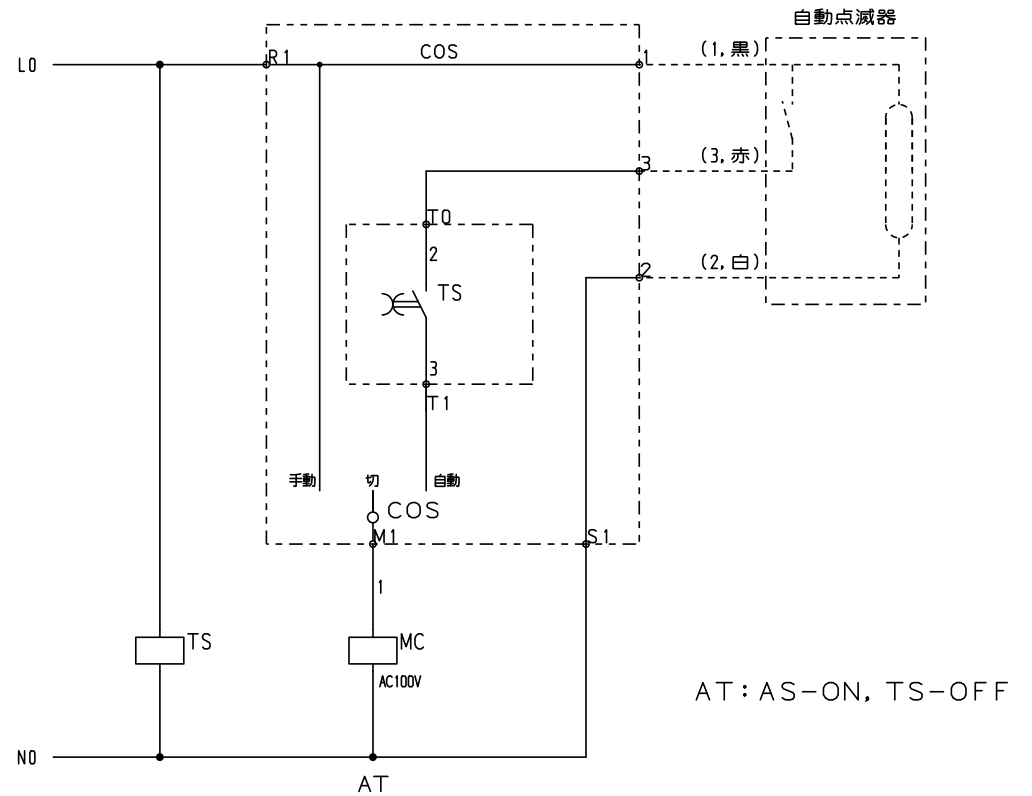 自動点滅器
COS
(1,黒)
L0
R1
1
(3,赤)
3
T0
(2,白)
2
2
TS
3
T1
手動
切
自動
COS
M1
S1
1
TS
MC
AC100V
AT:AS-ON, TS-OFF
N0
AT